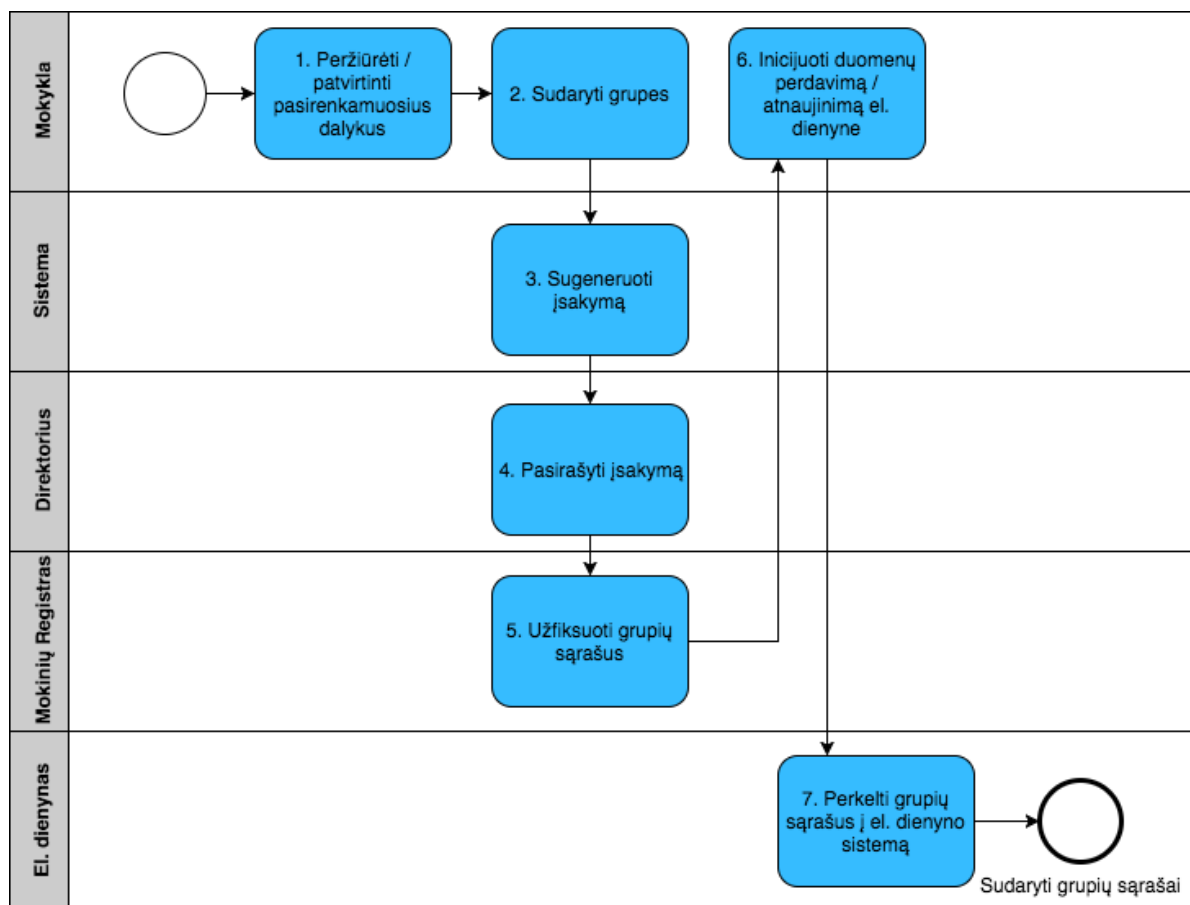 Mokykla
1. Peržiūrėti /
patvirtinti
pasirenkamuosius
dalykus
2. Sudaryti grupes
6. Inicijuoti duomenų
perdavimą /
atnaujinimą el.
dienyne
Sistema
3. Sugeneruoti
įsakymą
Direktorius
4. Pasirašyti įsakymą
Mokinių Registras
5. Užfiksuoti grupių
sąrašus
El. dienynas
7. Perkelti grupių
sąrašus į el. dienyno
sistemą
Sudaryti grupių sąrašai